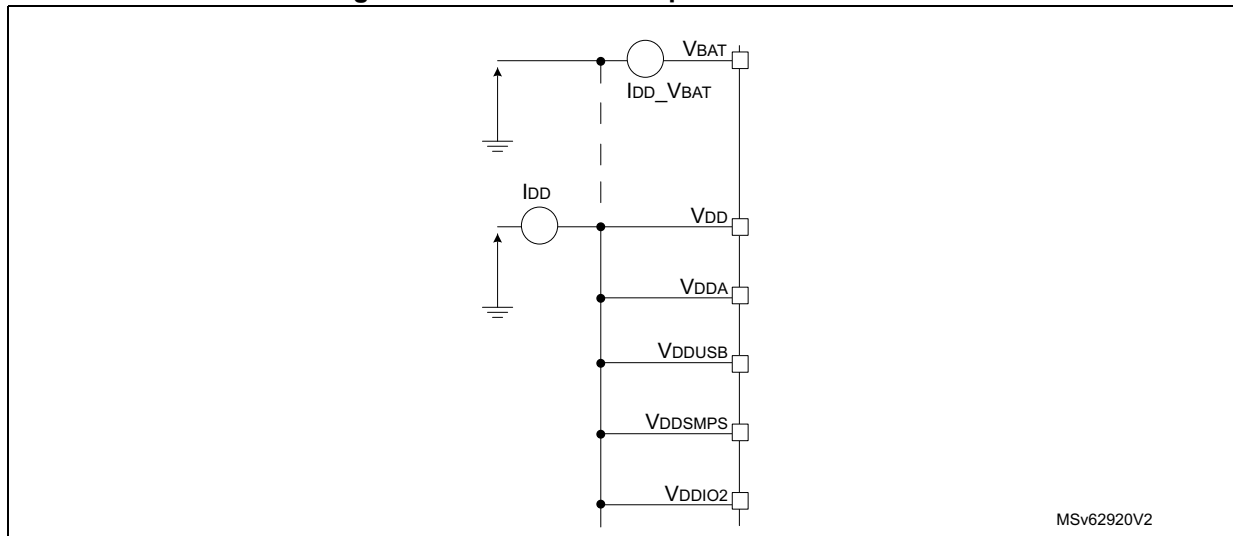 VBAT
IDD_VBAT
IDD
VDD
VDDA
VDDUSB
VDDSMPS
VDDIO2
MSv62920V2